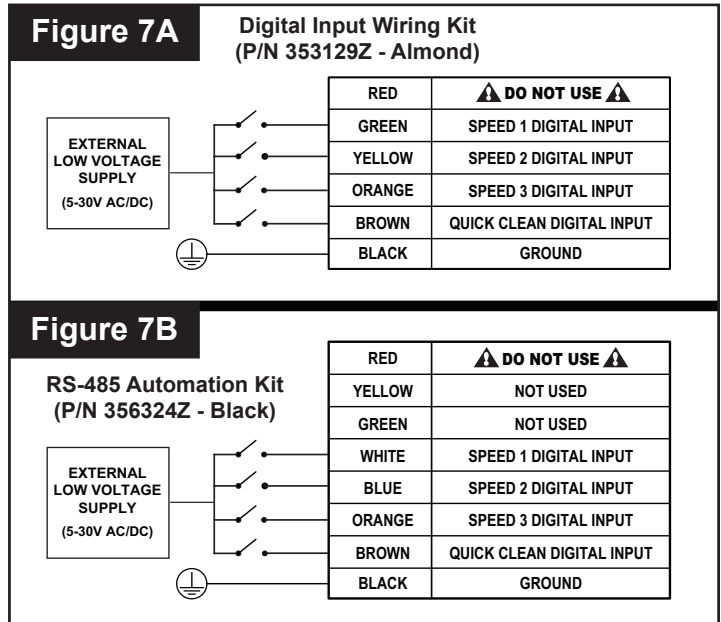 Figure 7A
Digital Input Wiring Kit
(P/N 353129Z - Almond)
EXTERNAL
LOW VOLTAGE
SUPPLY
(5-30V AC/DC)
RED DO NOT USE
GREEN SPEED 1 DIGITAL INPUT
YELLOW SPEED 2 DIGITAL INPUT
ORANGE SPEED 3 DIGITAL INPUT
BROWN QUICK CLEAN DIGITAL INPUT
BLACK GROUND
Figure 7B
RS-485 Automation Kit
(P/N 356324Z - Black)
EXTERNAL
LOW VOLTAGE
SUPPLY
(5-30V AC/DC)
RED DO NOT USE
YELLOW NOT USED
GREEN NOT USED
WHITE SPEED 1 DIGITAL INPUT
BLUE SPEED 2 DIGITAL INPUT
ORANGE SPEED 3 DIGITAL INPUT
BROWN QUICK CLEAN DIGITAL INPUT
BLACK GROUND